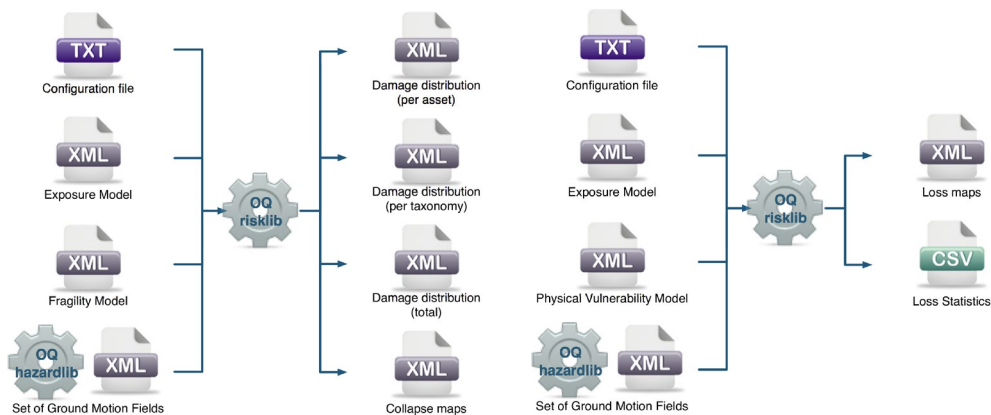 TXT
Configuration file
XML
Exposure Model
XML
Fragility Model
OQ
hazardlib
XML
Set of Ground Motion Fields
OQ
risklib
XML
Damage distribution
(per asset)
XML
Damage distribution
(per taxonomy)
XML
Damage distribution
(total)
XML
Collapse maps
TXT
Configuration file
XML
Exposure Model
XML
Physical Vulnerability Model
OQ
hazardlib
XML
Set of Ground Motion Fields
OQ
risklib
XML
Loss maps
CSV
Loss Statistics